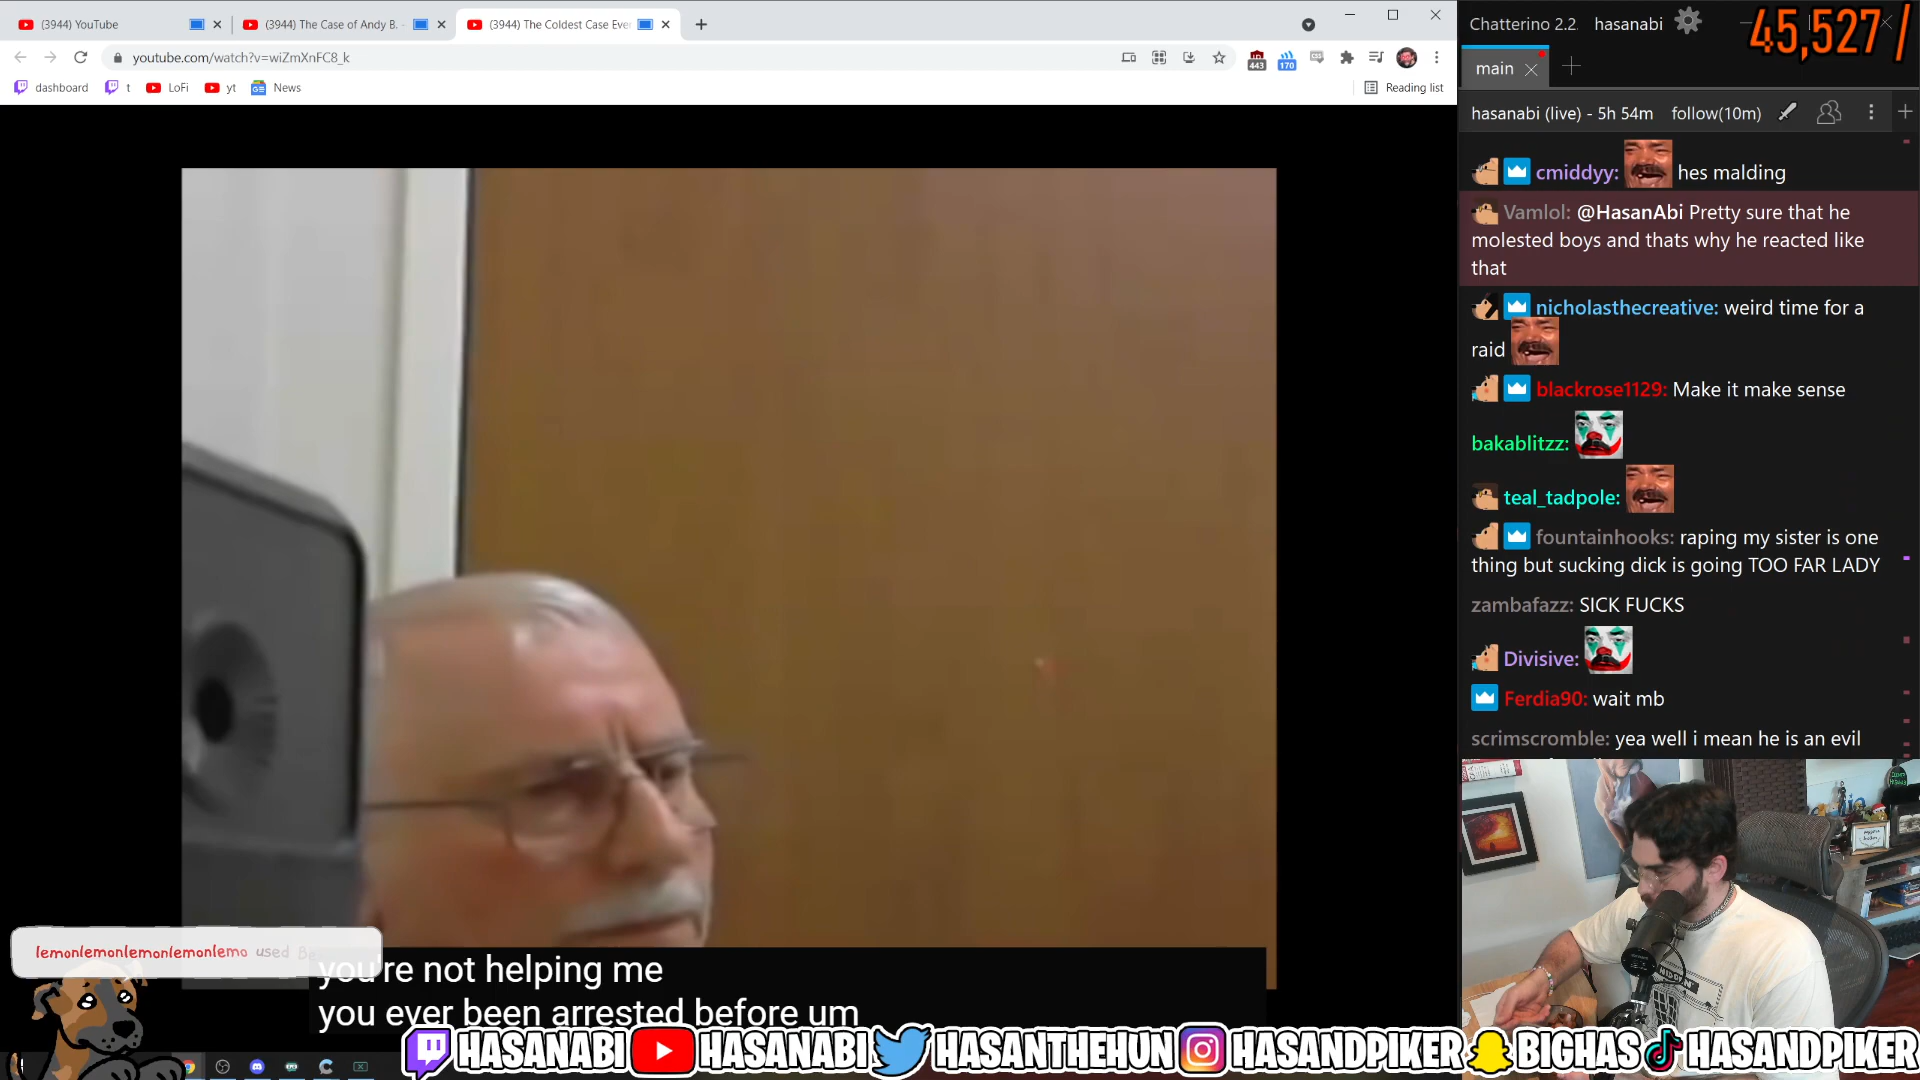 (3944) YouTube
(3944) The Case of Andy B.
(3944) The Coldest Case Ever
youtube.com/watch?v=wiZmXnFC8_k
443
170
dashboard
t
LoFi
yt
News
Reading list
Chatterino 2.2.
hasanabi
45,527 /
main
hasanabi (live) - 5h 54m
follow(10m)
cmiddyy: hes malding
Vamlol: @HasanAbi Pretty sure that he
molested boys and thats why he reacted like
that
nicholasthecreative: weird time for a
raid
blackrose1129: Make it make sense
bakablitzz:
teal_tadpole:
fountainhooks: raping my sister is one
thing but sucking dick is going TOO FAR LADY
zambafazz: SICK FUCKS
Divisive:
Ferdia90: wait mb
scrimscromble: yea well i mean he is an evil
lemonlemonlemonlemonlemo used
you're not helping me
you ever been arrested before um
HASANABI
HASANABI
HASANTHEHUN
HASANDPIKER
BIGHAS
HASANDPIKER